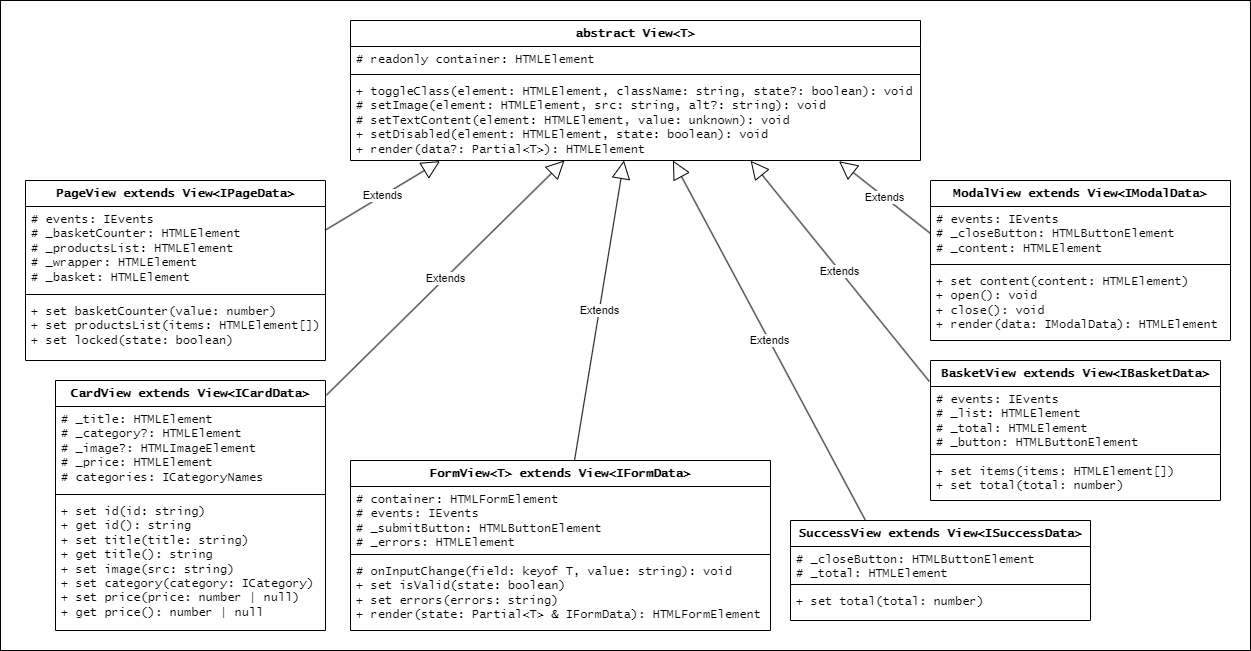 abstract View<T>
# readonly container: HTMLElement
+ toggleClass(element: HTMLElement, className: string, state?: boolean): void
# setImage(element: HTMLElement, src: string, alt?: string): void
# setTextContent(element: HTMLElement, value: unknown): void
+ setDisabled(element: HTMLElement, state: boolean): void
+ render(data?: Partial<T>): HTMLElement
Extends
Extends
Extends
Extends
Extends
Extends
PageView extends View<IPageData>
# events: IEvents
# _basketCounter: HTMLElement
# _productsList: HTMLElement
# _wrapper: HTMLElement
# _basket: HTMLElement
+ set basketCounter(value: number)
+ set productsList(items: HTMLElement[])
+ set locked(state: boolean)
ModalView extends View<IModalData>
# events: IEvents
# _closeButton: HTMLButtonElement
# _content: HTMLElement
+ set content(content: HTMLElement)
+ open(): void
+ close(): void
+ render(data: IModalData): HTMLElement
CardView extends View<ICardData>
# _title: HTMLElement
# _category?: HTMLElement
# _image?: HTMLImageElement
# _price: HTMLElement
# categories: ICategoryNames
+ set id(id: string)
+ get id(): string
+ set title(title: string)
+ get title(): string
+ set image(src: string)
+ set category(category: ICategory)
+ set price(price: number | null)
+ get price(): number | null
FormView<T> extends View<IFormData>
# container: HTMLFormElement
# events: IEvents
# _submitButton: HTMLButtonElement
# _errors: HTMLElement
# onInputChange(field: keyof T, value: string): void
+ set isValid(state: boolean)
+ set errors(errors: string)
+ render(state: Partial<T> & IFormData): HTMLFormElement
BasketView extends View<IBasketData>
# events: IEvents
# _list: HTMLElement
# _total: HTMLElement
# _button: HTMLButtonElement
+ set items(items: HTMLElement[])
+ set total(total: number)
SuccessView extends View<ISuccessData>
# _closeButton: HTMLButtonElement
# _total: HTMLElement
+ set total(total: number)